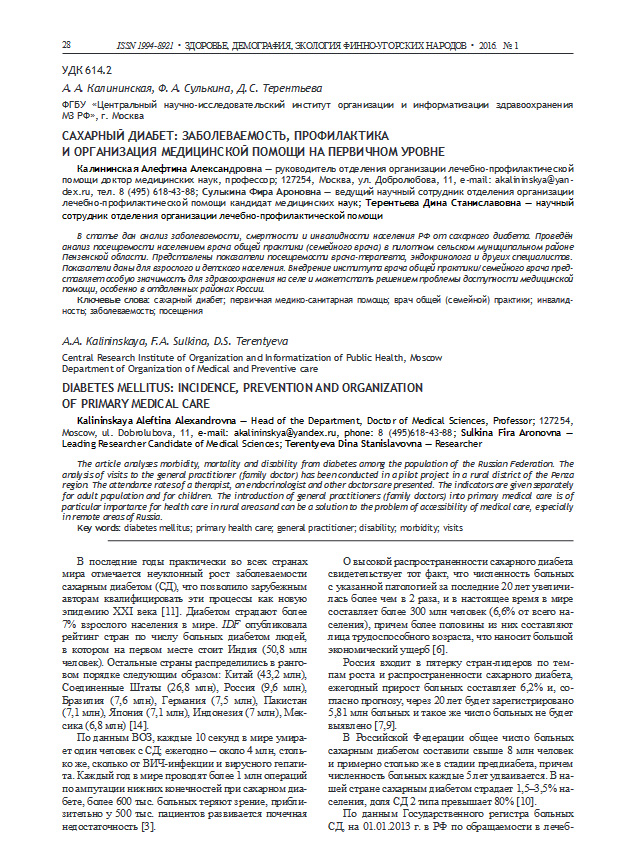 28 ISSN 1994-8921 • ЗДОРОВЬЕ, ДЕМОГРАФИЯ, ЭКОЛОГИЯ ФИННО-УГОРСКИХ НАРОДОВ • 2016. № 1
УДК 614.2
А. А. Калининская, Ф. А. Сулькина, Д. С. Терентьева
ФГБУ «Центральный научно-исследовательский институт организации и информатизации здравоохранения
МЗ РФ», г. Москва
САХАРНЫЙ ДИАБЕТ: ЗАБОЛЕВАЕМОСТЬ, ПРОФИЛАКТИКА
И ОРГАНИЗАЦИЯ МЕДИЦИНСКОЙ ПОМОЩИ НА ПЕРВИЧНОМ УРОВНЕ
Калининская Алефтина Александровна — руководитель отделения организации лечебно-профилактической
помощи доктор медицинских наук, профессор; 127254, Москва, ул. Добролюбова, 11, e-mail: akalininskya@yan-
dex.ru, тел. 8 (495) 618-43-88; Сулькина Фира Ароновна — ведущий научный сотрудник отделения организации
лечебно-профилактической помощи кандидат медицинских наук; Терентьева Дина Станиславовна — научный
сотрудник отделения организации лечебно-профилактической помощи
В статье дан анализ заболеваемости, смертности и инвалидности населения РФ от сахарного диабета. Проведён
анализ посещаемости населением врача общей практики (семейного врача) в пилотном сельском муниципальном районе
Пензенской области. Представлены показатели посещаемости врача-терапевта, эндокринолога и других специалистов.
Показатели даны для взрослого и детского населения. Внедрение института врача общей практики/семейного врача пред-
ставляет особую значимость для здравоохранения на селе и может стать решением проблемы доступности медицинской
помощи, особенно в отдаленных районах России.
Ключевые слова: сахарный диабет; первичная медико-санитарная помощь; врач общей (семейной) практики; инвалид-
ность; заболеваемость; посещения
A.A. Kalininskaya, F.A. Sulkina, D.S. Terentyeva
Central Research Institute of Organization and Informatization of Public Health, Moscow
Department of Organization of Medical and Preventive care
DIABETES MELLITUS: INCIDENCE, PREVENTION AND ORGANIZATION
OF PRIMARY MEDICAL CARE
Kalininskaya Aleftina Alexandrovna — Head of the Department, Doctor of Medical Sciences, Professor; 127254,
Moscow, ul. Dobrolubova, 11, e-mail: akalininskya@yandex.ru, phone: 8 (495)618-43-88; Sulkina Fira Aronovna —
Leading Researcher Candidate of Medical Sciences; Terentyeva Dina Stanislavovna — Researcher
The article analyses morbidity, mortality and disability from diabetes among the population of the Russian Federation. The
analysis of visits to the general practitioner (family doctor) has been conducted in a pilot project in a rural district of the Penza
region. The attendance rates of a therapist, an endocrinologist and other doctors are presented. The indicators are given separately
for adult population and for children. The introduction of general practitioners (family doctors) into primary medical care is of
particular importance for health care in rural areas and can be a solution to the problem of accessibility of medical care, especially
in remote areas of Russia.
Key words: diabetes mellitus; primary health care; general practitioner; disability; morbidity; visits
В последние годы практически во всех странах
мира отмечается неуклонный рост заболеваемости
сахарным диабетом (СД), что позволило зарубежным
авторам квалифицировать эти процессы как новую
эпидемию XXI века [11]. Диабетом страдают более
7% взрослого населения в мире. IDF опубликовала
рейтинг стран по числу больных диабетом людей,
в котором на первом месте стоит Индия (50,8 млн
человек). Остальные страны распределились в ранго-
вом порядке следующим образом: Китай (43,2 млн),
Соединенные Штаты (26,8 млн), Россия (9,6 млн),
Бразилия (7,6 млн), Германия (7,5 млн), Пакистан
(7,1 млн), Япония (7,1 млн), Индонезия (7 млн), Мек-
сика (6,8 млн) [14].
По данным ВОЗ, каждые 10 секунд в мире умира-
ет один человек с СД; ежегодно – около 4 млн, столь-
ко же, сколько от ВИЧ-инфекции и вирусного гепати-
та. Каждый год в мире проводят более 1 млн операций
по ампутации нижних конечностей при сахарном диа-
бете, более 600 тыс. больных теряют зрение, прибли-
зительно у 500 тыс. пациентов развивается почечная
недостаточность [3].
О высокой распространенности сахарного диабета
свидетельствует тот факт, что численность больных
с указанной патологией за последние 20 лет увеличи-
лась более чем в 2 раза, и в настоящее время в мире
составляет более 300 млн человек (6,6% от всего на-
селения), причем более половины из них составляют
лица трудоспособного возраста, что наносит большой
экономический ущерб [6].
Россия входит в пятерку стран-лидеров по тем-
пам роста и распространенности сахарного диабета,
ежегодный прирост больных составляет 6,2% и, со-
гласно прогнозу, через 20 лет будет зарегистрировано
5,81 млн больных и такое же число больных не будет
выявлено [7,9].
В Российской Федерации общее число больных
сахарным диабетом составили свыше 8 млн человек
и примерно столько же в стадии преддиабета, причем
численность больных каждые 5 лет удваивается. В на-
шей стране сахарным диабетом страдает 1,5–3,5% на-
селения, доля СД 2 типа превышает 80% [10].
По данным Государственного регистра больных
СД, на 01.01.2013 г. в РФ по обращаемости в лечеб-